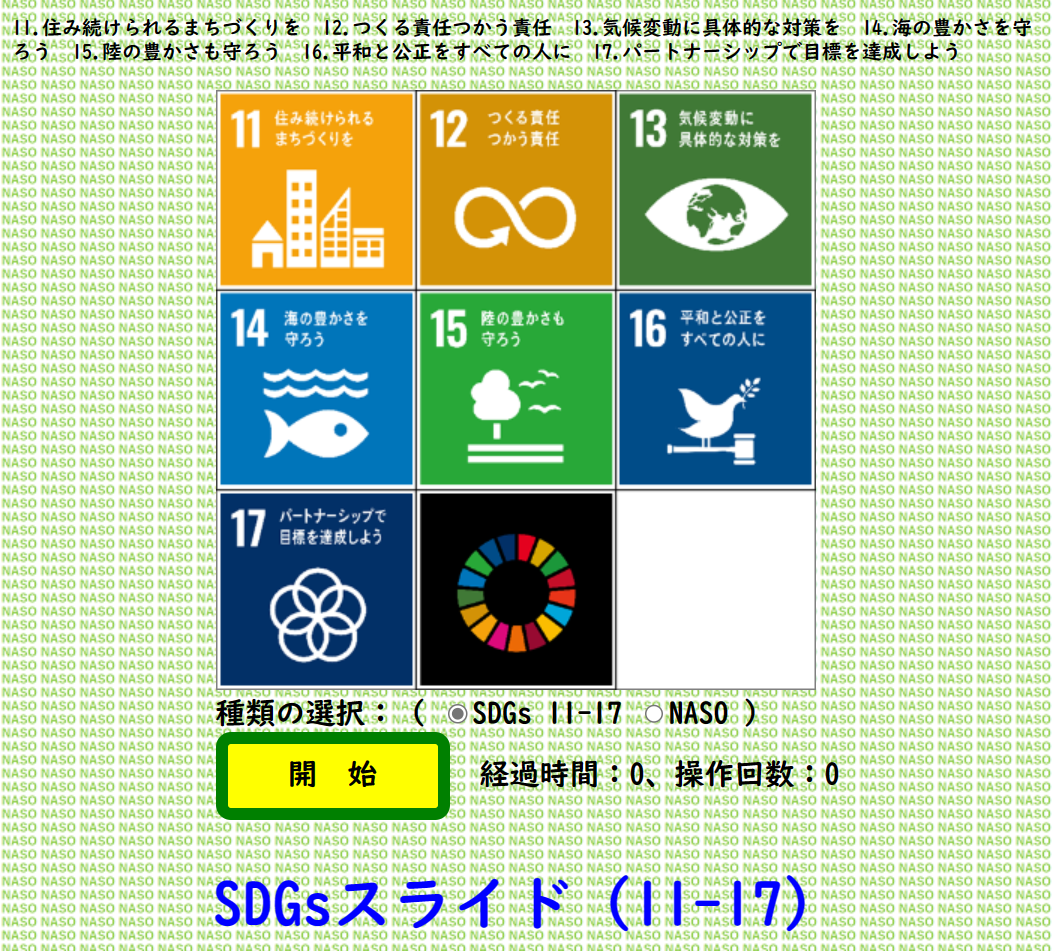 11.住み続けられるまちづくりを　12.つくる責任つかう責任　13.気候変動に具体的な対策を　14.海の豊かさを守
ろう　15.陸の豊かさも守ろう　16.平和と公正をすべての人に　17.パートナーシップで目標を達成しよう
11 住み続けられる
まちづくりを
12 つくる責任
つかう責任
13 気候変動に
具体的な対策を
14 海の豊かさを
守ろう
15 陸の豊かさも
守ろう
16 平和と公正を
すべての人に
17 パートナーシップで
目標を達成しよう
種類の選択：（ SDGs 11-17 NASO ）
開　始
経過時間：0、操作回数：0
SDGsスライド（11-17）
NASO NASO NASO NASO NASO NASO